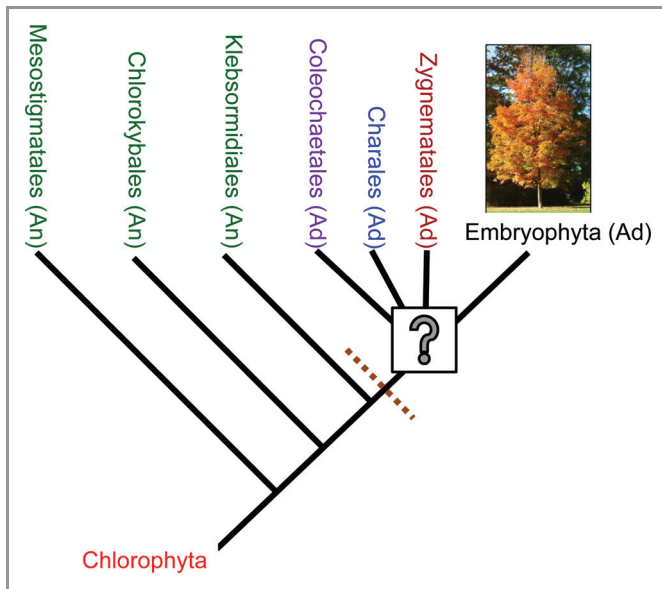 Mesostigmatales (An)
Chlorokybales (An)
Klebsormidiales (An)
Coleochaetales (Ad)
Charales (Ad)
Zygnematales (Ad)
Embryophyta (Ad)
?
Chlorophyta